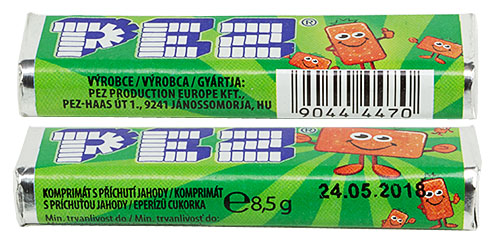 PEZ®
VÝROBCE / VÝROBCA / GYÁRTJA:
PEZ PRODUCTION EUROPE KFT.
PEZ-HAAS ÚT 1., 9241 JÁNOSSOMORJA, HU
9044 4470
PEZ
KOMPRIMÁT S PŘÍCHUTÍ JAHODY / KOMPRIMÁT
S PRÍCHUŤOU JAHODY / EPERÍZŰ CUKORKA
℮8,5 g
24.05.2018
Min. trvanlivost do / Min. trvanlivosť do: